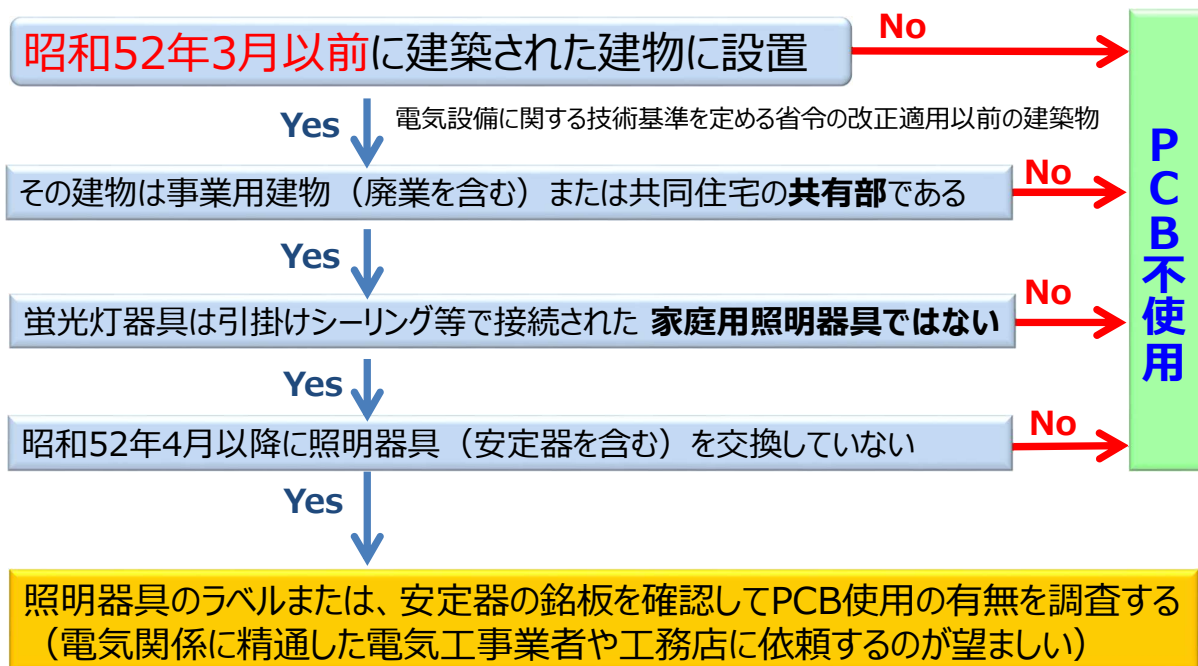 昭和52年3月以前に建築された建物に設置
No
Yes
電気設備に関する技術基準を定める省令の改正適用以前の建築物
その建物は事業用建物（廃業を含む）または共同住宅の共有部である
No
Yes
蛍光灯器具は引掛けシーリング等で接続された 家庭用照明器具ではない
No
Yes
昭和52年4月以降に照明器具（安定器を含む）を交換していない
No
Yes
PCB不使用
照明器具のラベルまたは、安定器の銘板を確認してPCB使用の有無を調査する
（電気関係に精通した電気工事業者や工務店に依頼するのが望ましい）